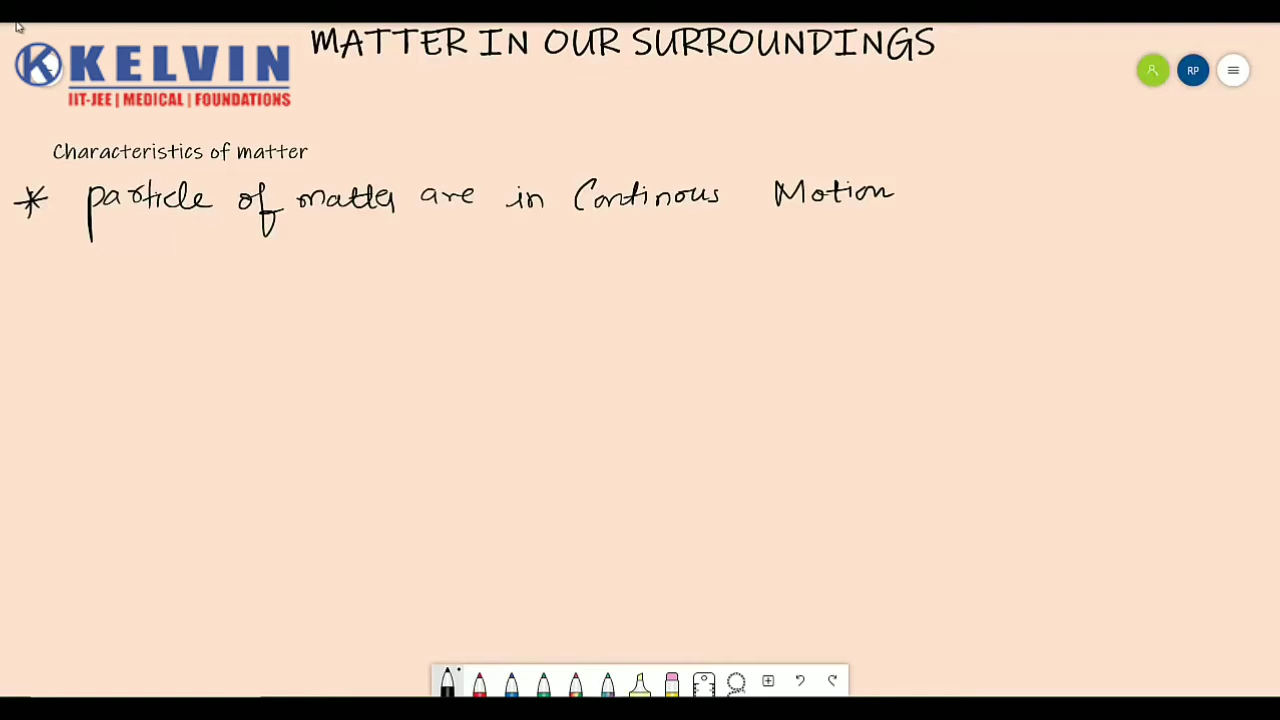 MATTER IN OUR SURROUNDINGS
KELVIN
IIT-JEE | MEDICAL | FOUNDATIONS
RP
Characteristics of matter
* particle of matter are in Continous Motion